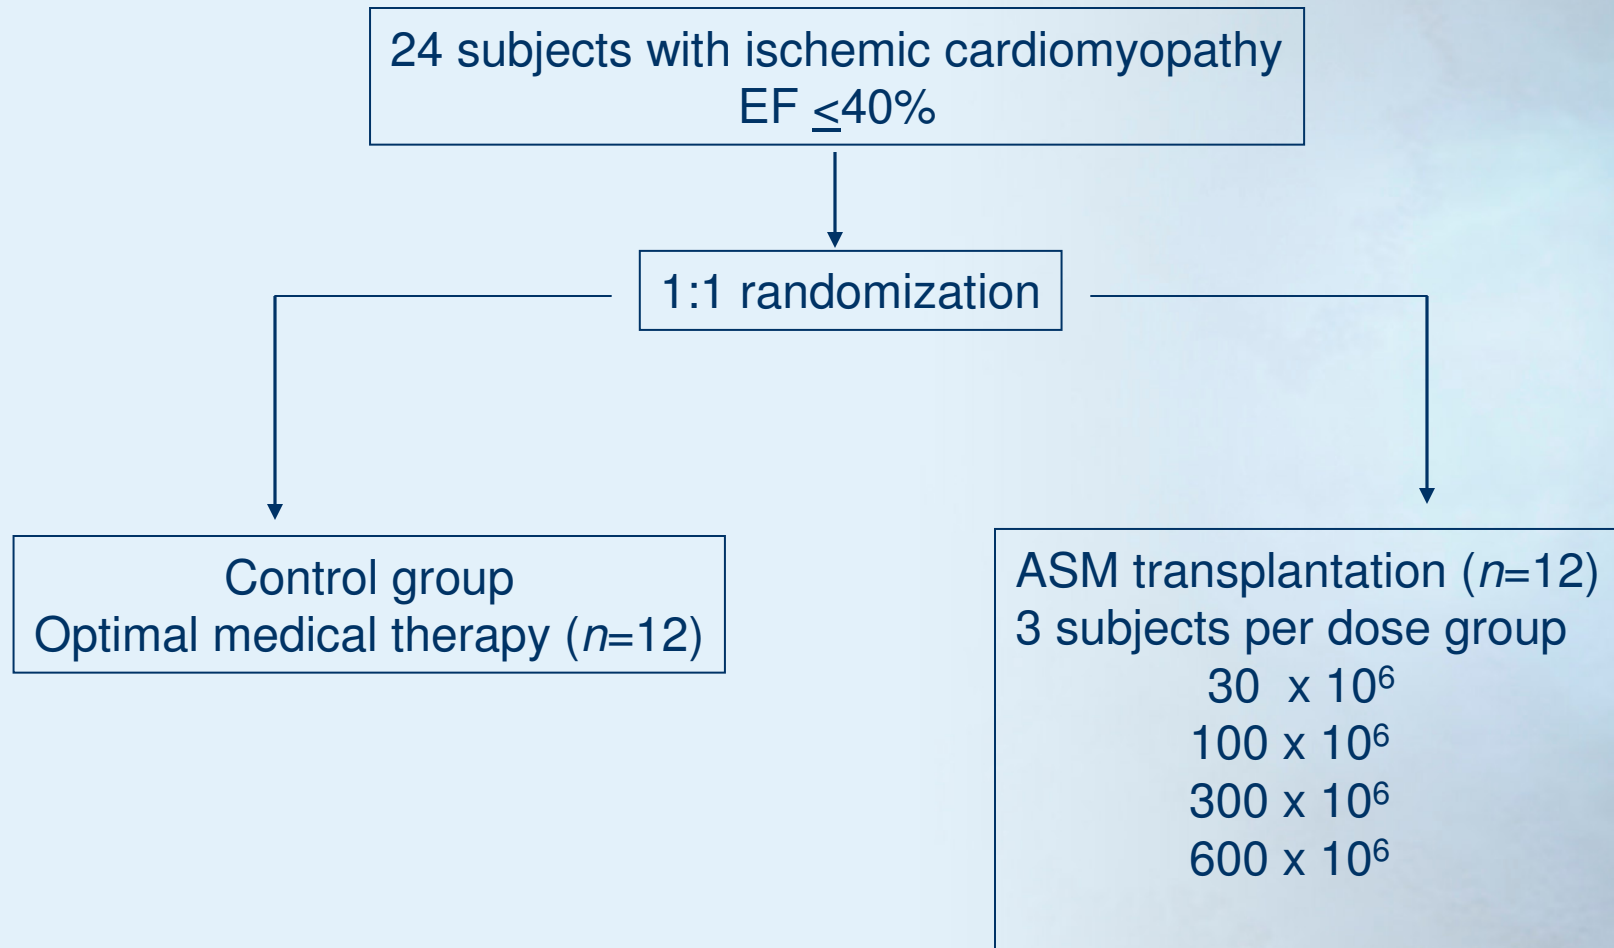 24 subjects with ischemic cardiomyopathy
EF ≤40%
1:1 randomization
Control group
Optimal medical therapy (n=12)
ASM transplantation (n=12)
3 subjects per dose group
30 x 10⁶
100 x 10⁶
300 x 10⁶
600 x 10⁶